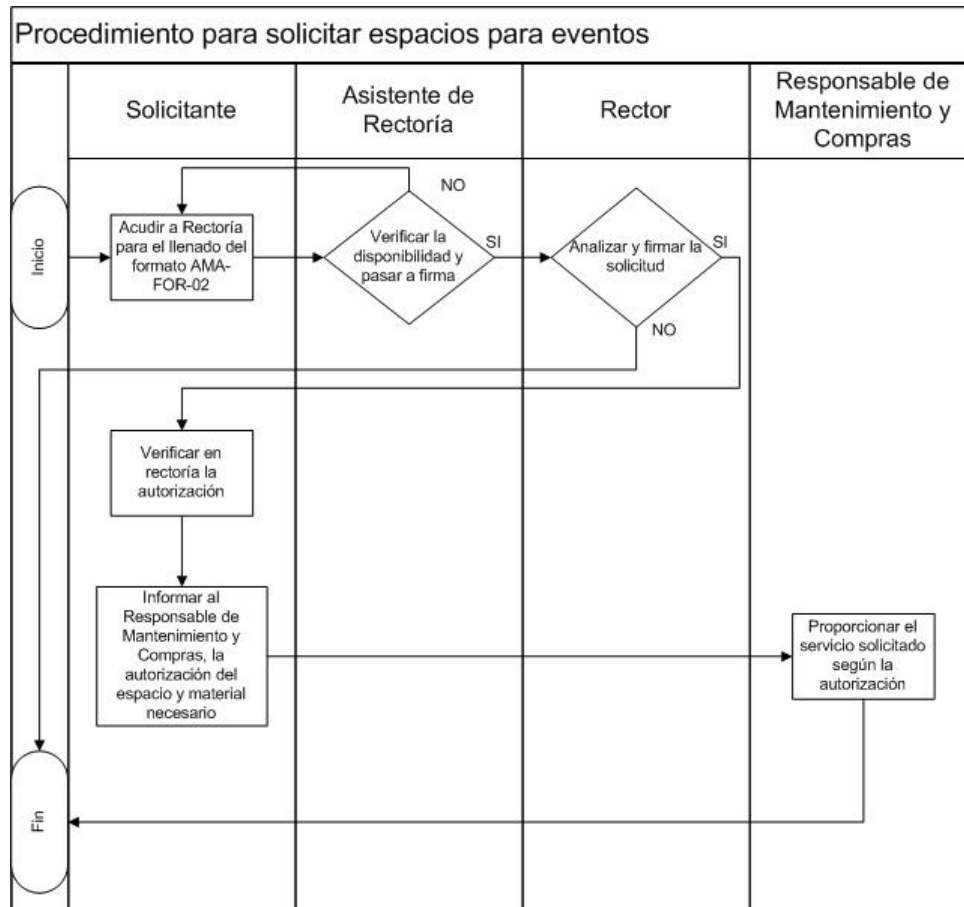 Procedimiento para solicitar espacios para eventos
Solicitante
Asistente de
Rectoría
Rector
Responsable de
Mantenimiento y
Compras
Inicio
Acudir a Rectoría
para el llenado del
formato AMA-
FOR-02
NO
Verificar la
disponibilidad y
pasar a firma
SI
Analizar y firmar la
solicitud
SI
NO
Verificar en
rectoría la
autorización
Informar al
Responsable de
Mantenimiento y
Compras, la
autorización del
espacio y material
necesario
Proporcionar el
servicio solicitado
según la
autorización
Fin